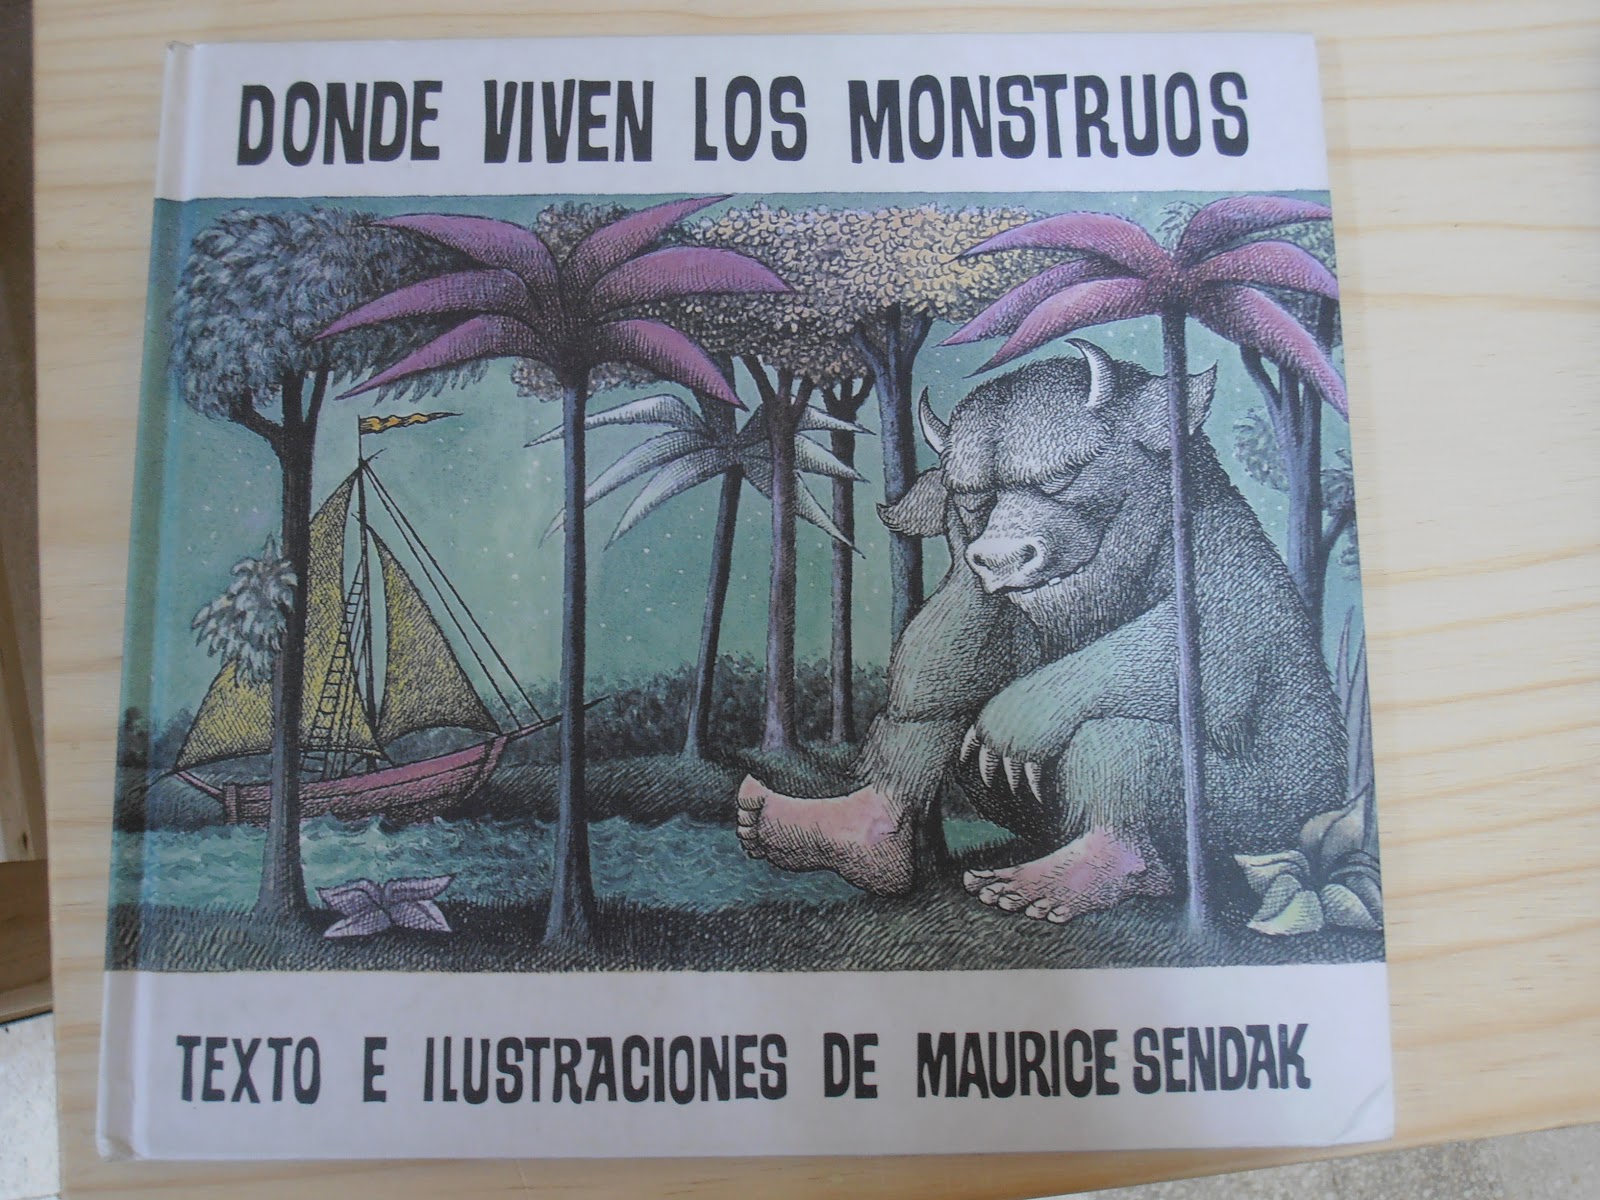 DONDE VIVEN LOS MONSTRUOS
TEXTO E ILUSTRACIONES DE MAURICE SENDAK